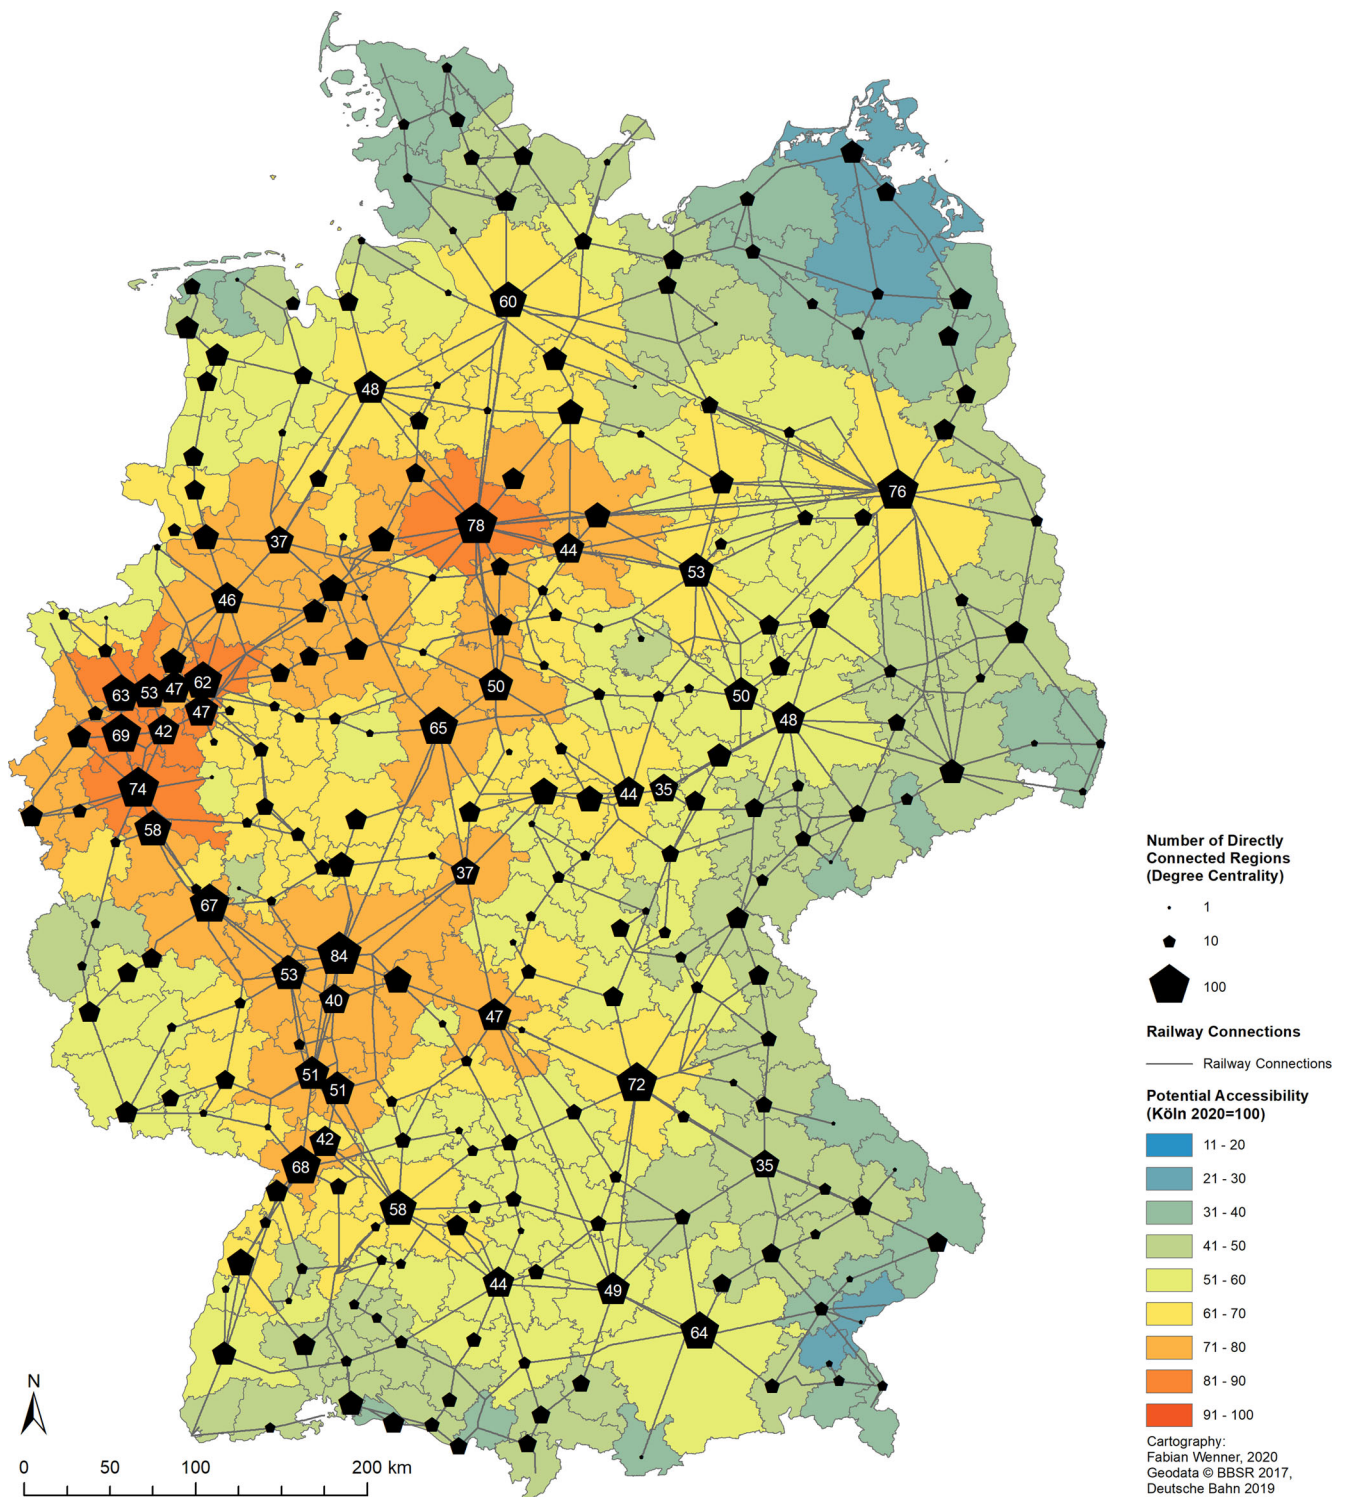 60
48
76
78
37
44
53
46
63
53
47
62
47
50
50
48
69
42
65
74
44
35
58
37
67
84
53
40
47
51
51
72
42
68
35
58
44
49
64
N
0
50
100
200 km
Number of Directly
Connected Regions
(Degree Centrality)
1
10
100
Railway Connections
Railway Connections
Potential Accessibility
(Köln 2020=100)
11 - 20
21 - 30
31 - 40
41 - 50
51 - 60
61 - 70
71 - 80
81 - 90
91 - 100
Cartography:
Fabian Wenner, 2020
Geodata © BBSR 2017,
Deutsche Bahn 2019